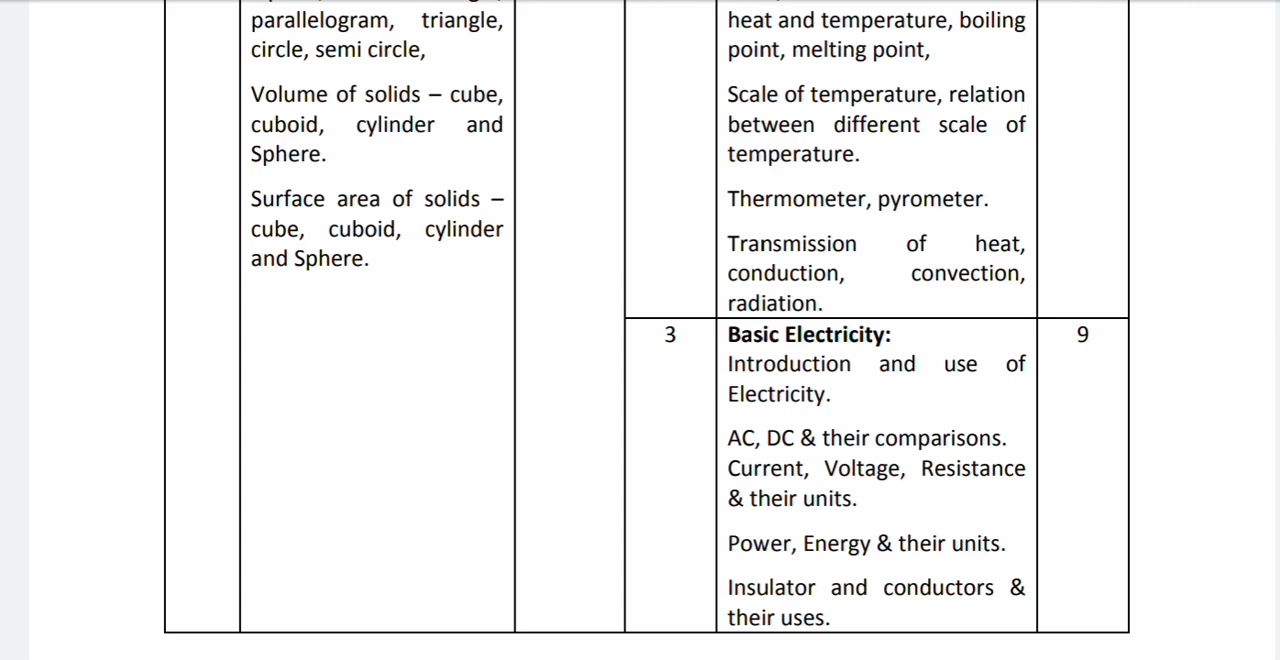 parallelogram, triangle,
circle, semi circle,
Volume of solids – cube,
cuboid, cylinder and
Sphere.
Surface area of solids –
cube, cuboid, cylinder
and Sphere.
heat and temperature, boiling
point, melting point,
Scale of temperature, relation
between different scale of
temperature.
Thermometer, pyrometer.
Transmission of heat,
conduction, convection,
radiation.
3
Basic Electricity:
Introduction and use of
Electricity.
AC, DC & their comparisons.
Current, Voltage, Resistance
& their units.
Power, Energy & their units.
Insulator and conductors &
their uses.
9